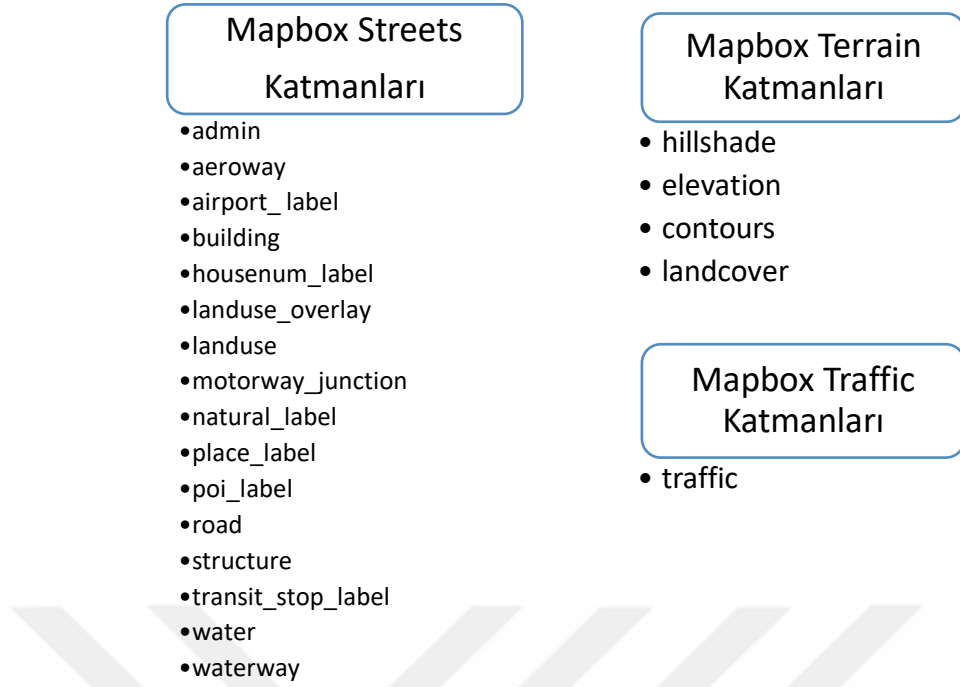 Mapbox Streets
Katmanları
•admin
•aeroway
•airport_ label
•building
•housenum_label
•landuse_overlay
•landuse
•motorway_junction
•natural_label
•place_label
•poi_label
•road
•structure
•transit_stop_label
•water
•waterway
Mapbox Terrain
Katmanları
• hillshade
• elevation
• contours
• landcover
Mapbox Traffic
Katmanları
• traffic